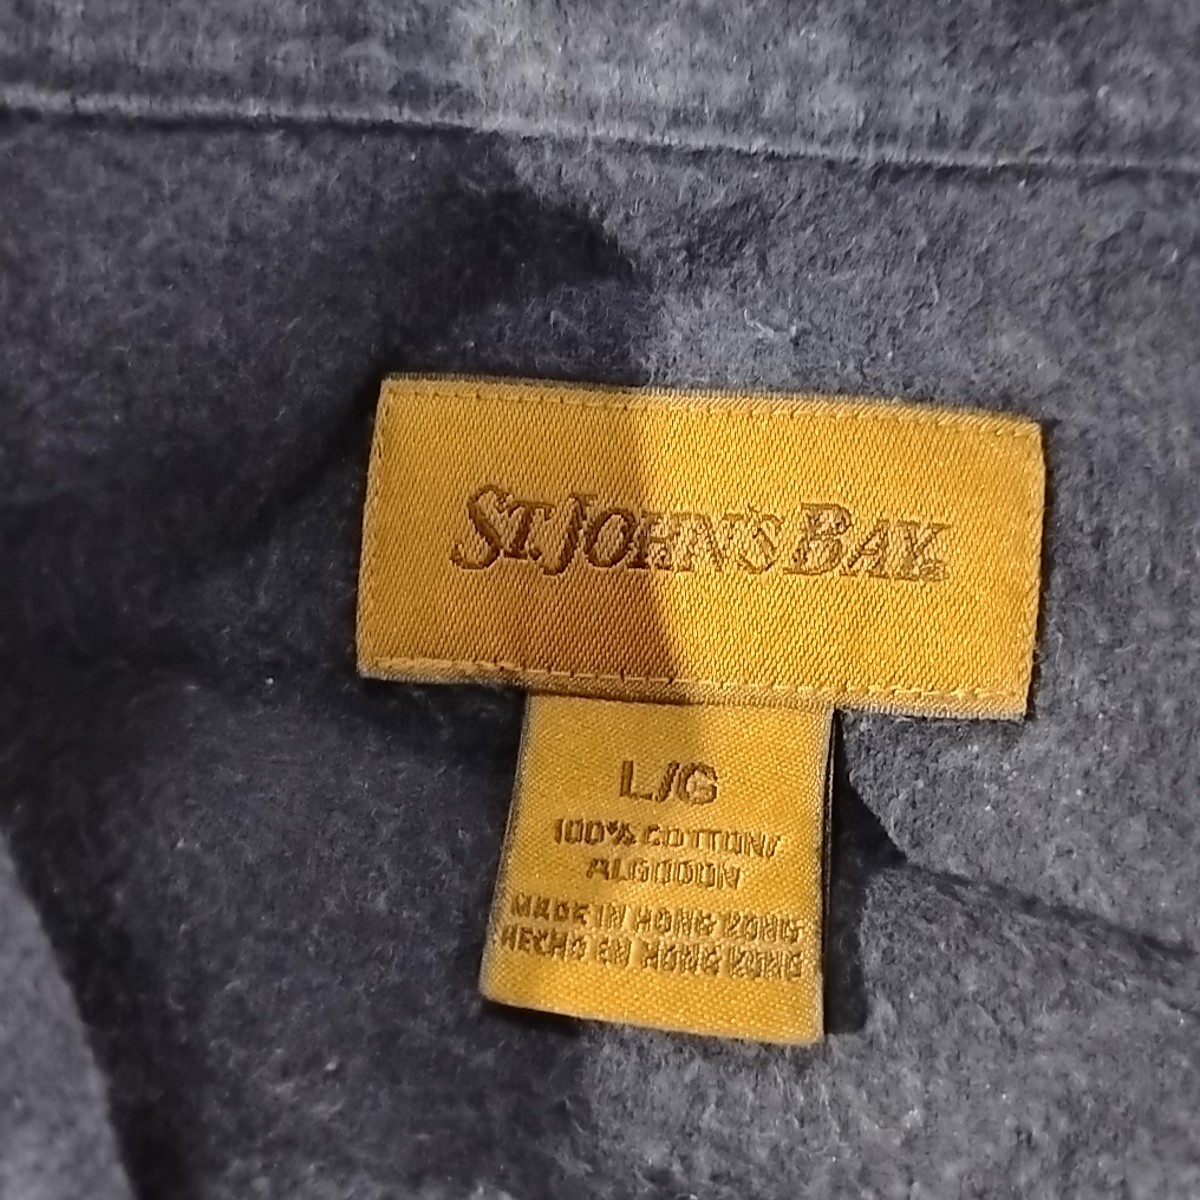 ST. JOHN'S BAY.
L/G
100% COTTON/
ALGODON
MADE IN HONG KONG
HECHO EN HONG KONG